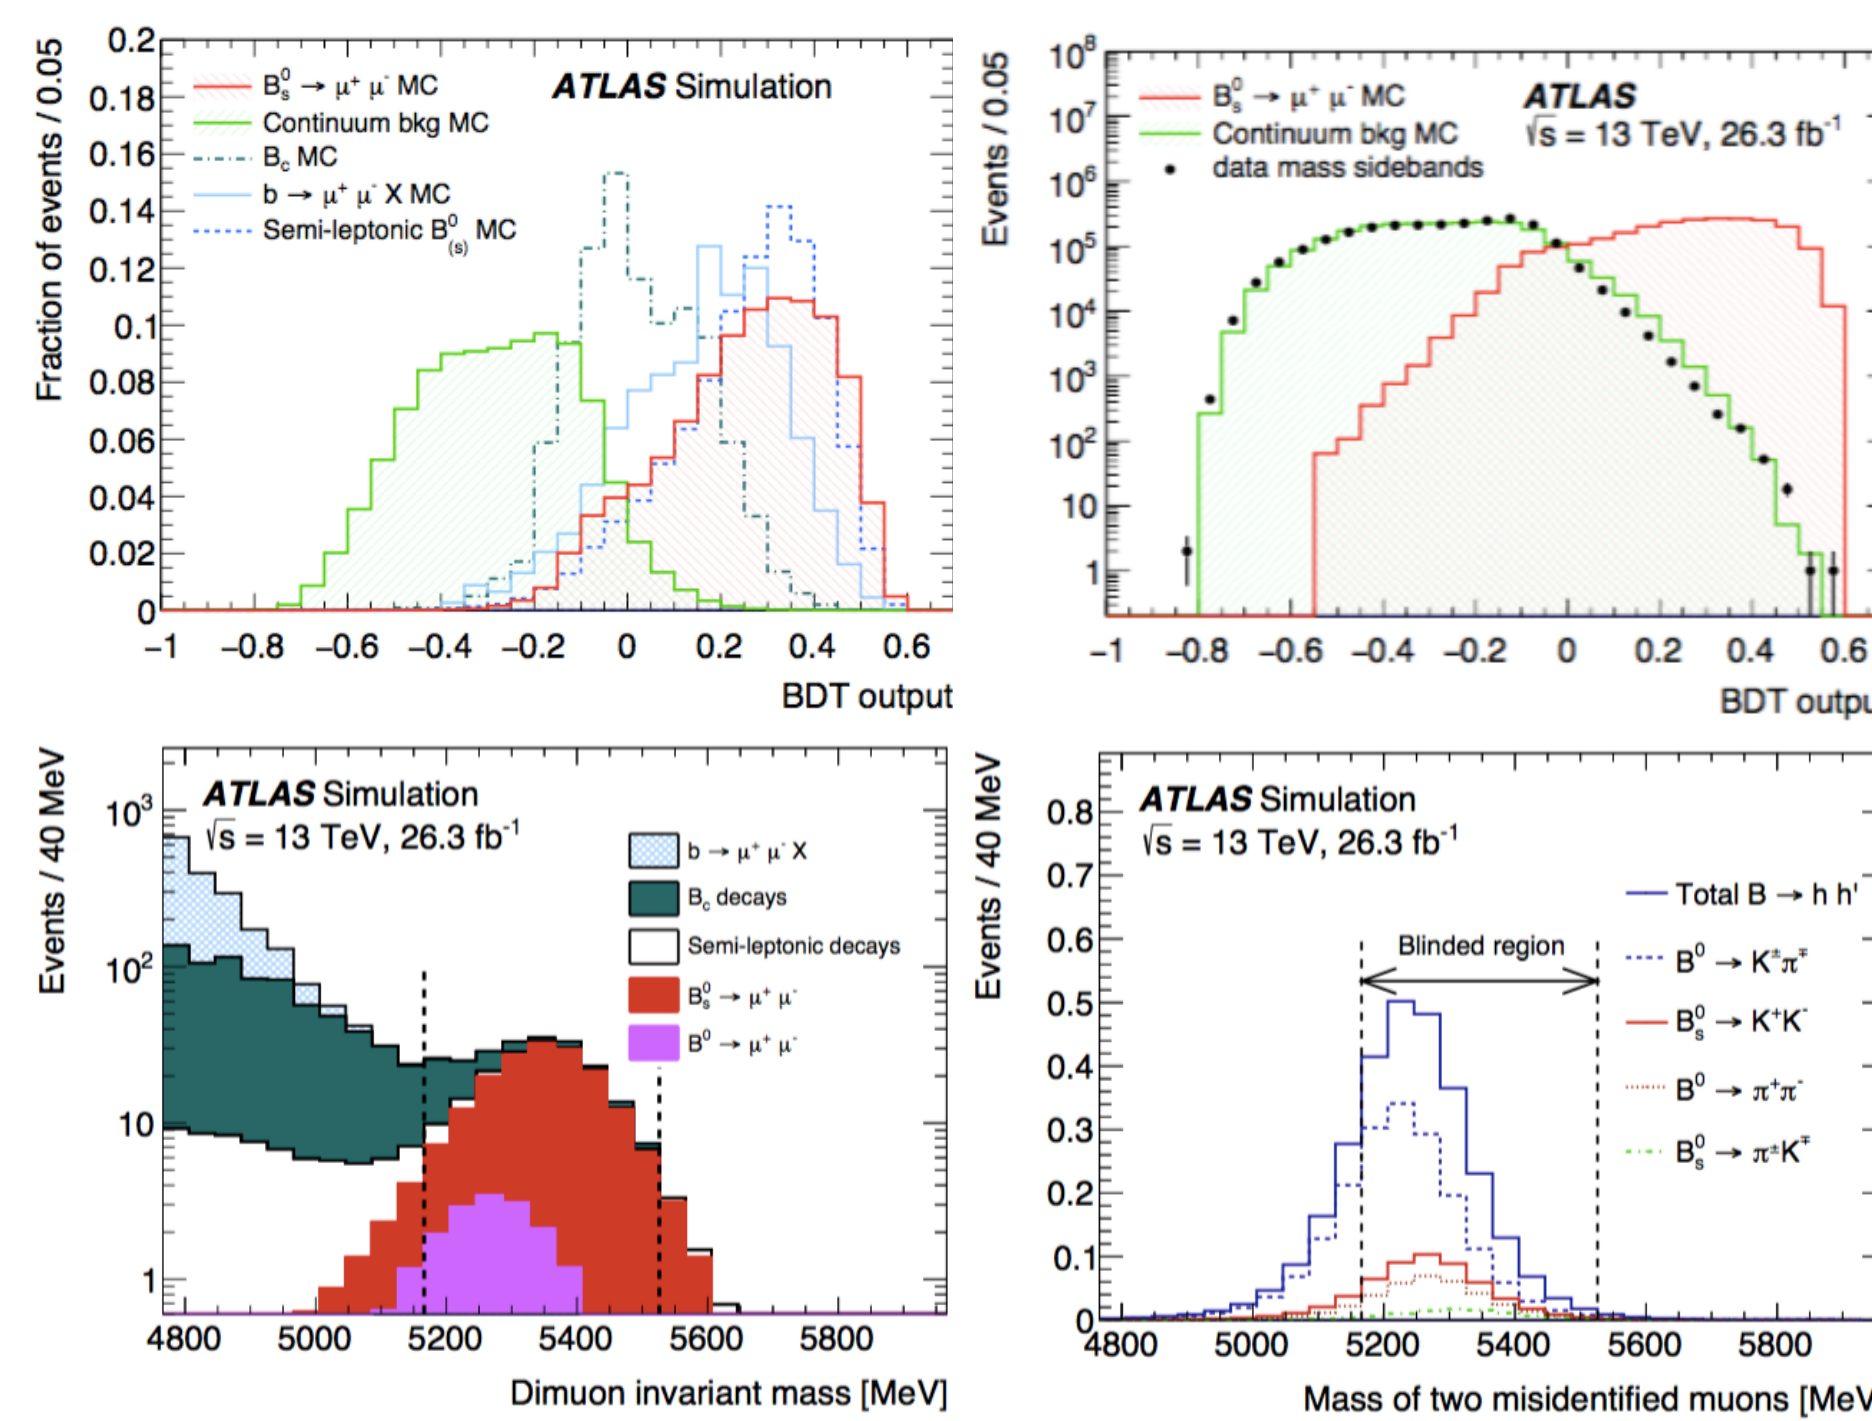 Fraction of events / 0.05
0.2
0.18
0.16
0.14
0.12
0.1
0.08
0.06
0.04
0.02
0
B⁰ₛ → μ⁺ μ⁻ MC
Continuum bkg MC
B꜀ MC
b → μ⁺ μ⁻ X MC
Semi-leptonic B⁰₍ₛ₎ MC
ATLAS Simulation
−1 −0.8 −0.6 −0.4 −0.2 0 0.2 0.4 0.6
BDT output
Events / 0.05
10⁸
10⁷
10⁶
10⁵
10⁴
10³
10²
10
1
B⁰ₛ → μ⁺ μ⁻ MC
Continuum bkg MC
data mass sidebands
ATLAS
√s = 13 TeV, 26.3 fb⁻¹
−1 −0.8 −0.6 −0.4 −0.2 0 0.2 0.4 0.6
BDT outpu
Events / 40 MeV
10³
10²
10
1
ATLAS Simulation
√s = 13 TeV, 26.3 fb⁻¹
b → μ⁺ μ⁻ X
B꜀ decays
Semi-leptonic decays
B⁰ₛ → μ⁺ μ⁻
B⁰ → μ⁺ μ⁻
4800 5000 5200 5400 5600 5800
Dimuon invariant mass [MeV]
Events / 40 MeV
0.8
0.7
0.6
0.5
0.4
0.3
0.2
0.1
0
ATLAS Simulation
√s = 13 TeV, 26.3 fb⁻¹
Blinded region
Total B → h h'
B⁰ → K±π∓
B⁰ₛ → K⁺K⁻
B⁰ → π⁺π⁻
B⁰ₛ → π±K∓
4800 5000 5200 5400 5600 5800
Mass of two misidentified muons [MeV